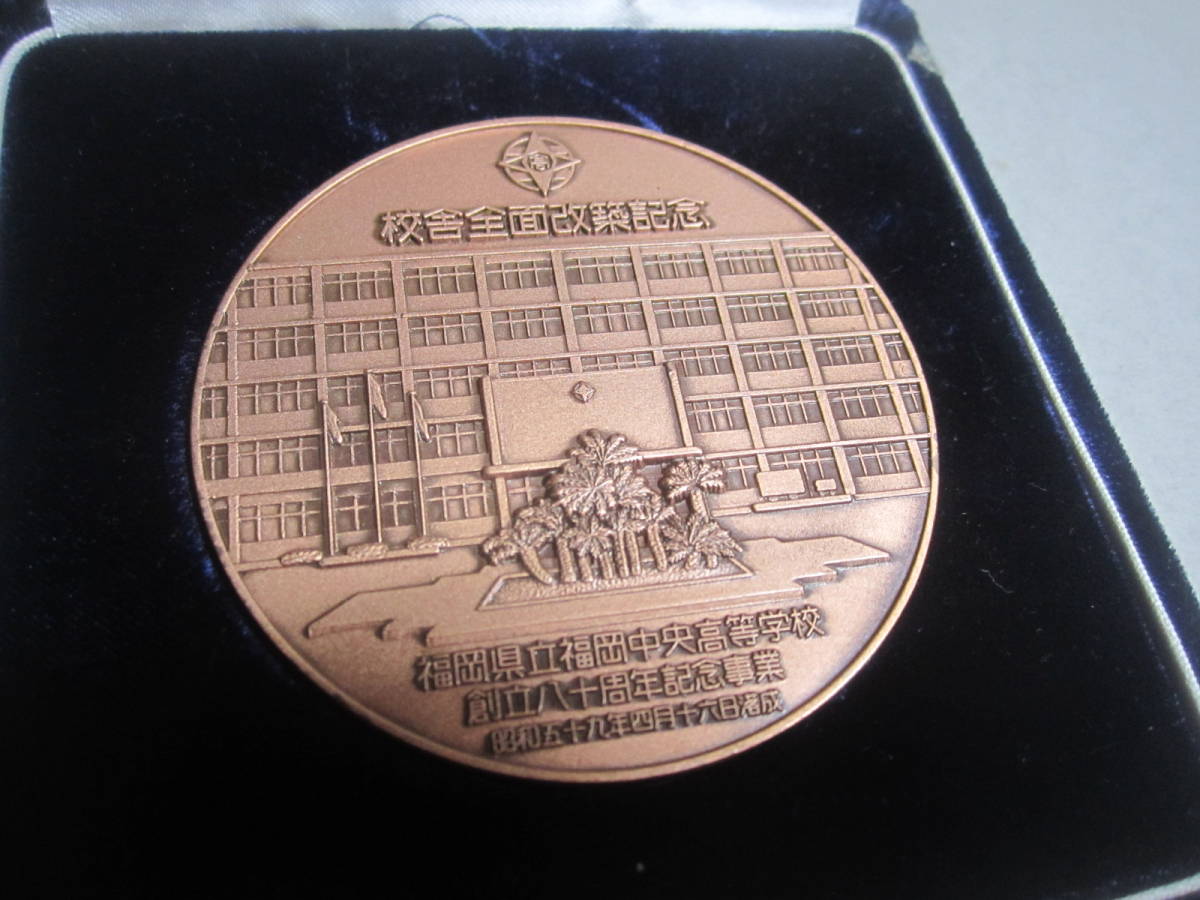 高
校舎全面改築記念
福岡県立福岡中央高等学校
創立八十周年記念事業
昭和五十九年四月十六日落成